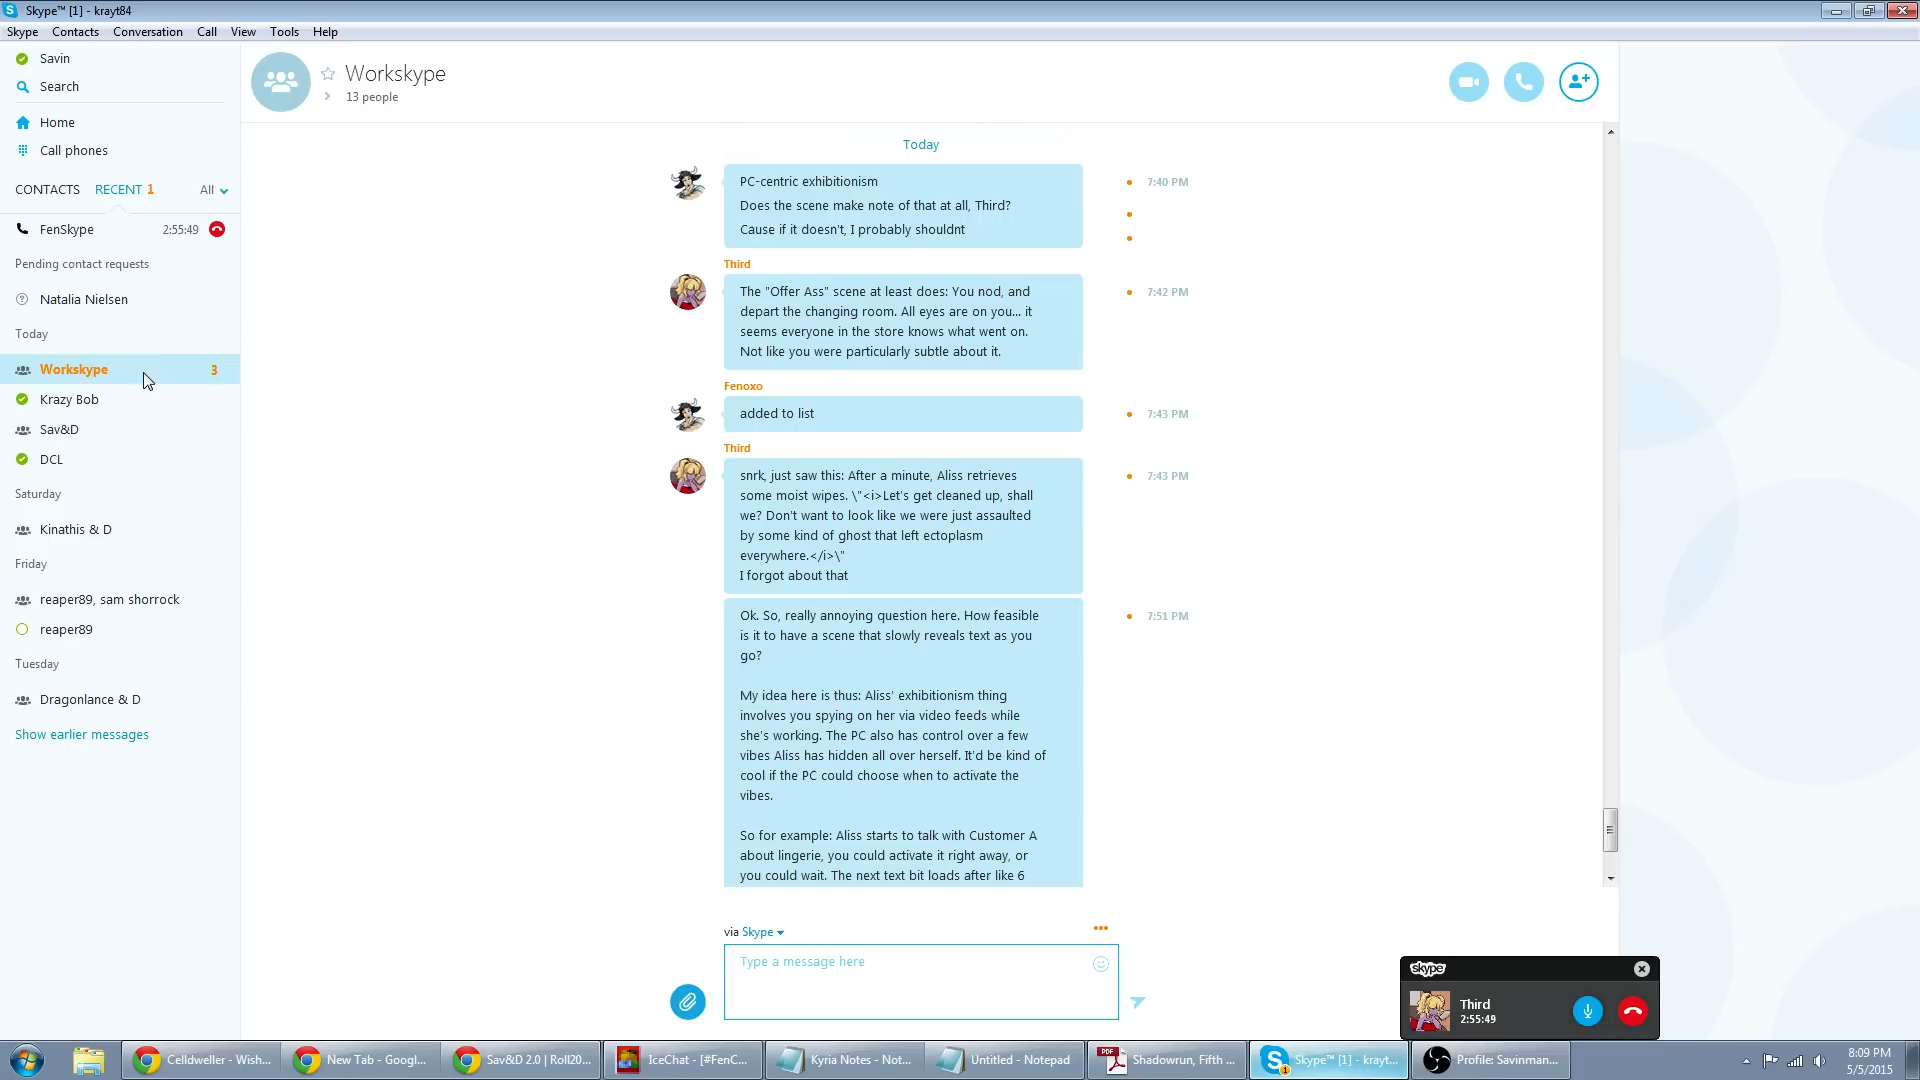 Skype™ [1] - krayt84
Skype Contacts Conversation Call View Tools Help
Savin
Search
Home
Call phones
CONTACTS RECENT 1 All
FenSkype 2:55:49
Pending contact requests
Natalia Nielsen
Today
Workskype 3
Krazy Bob
Sav&D
DCL
Saturday
Kinathis & D
Friday
reaper89, sam shorrock
reaper89
Tuesday
Dragonlance & D
Show earlier messages
Workskype
13 people
Today
PC-centric exhibitionism 7:40 PM
Does the scene make note of that at all, Third?
Cause if it doesn't, I probably shouldnt
Third
The "Offer Ass" scene at least does: You nod, and 7:42 PM
depart the changing room. All eyes are on you... it
seems everyone in the store knows what went on.
Not like you were particularly subtle about it.
Fenoxo
added to list 7:43 PM
Third
snrk, just saw this: After a minute, Aliss retrieves 7:43 PM
some moist wipes. \"<i>Let's get cleaned up, shall
we? Don't want to look like we were just assaulted
by some kind of ghost that left ectoplasm
everywhere.</i>\"
I forgot about that
Ok. So, really annoying question here. How feasible 7:51 PM
is it to have a scene that slowly reveals text as you
go?
My idea here is thus: Aliss' exhibitionism thing
involves you spying on her via video feeds while
she's working. The PC also has control over a few
vibes Aliss has hidden all over herself. It'd be kind of
cool if the PC could choose when to activate the
vibes.
So for example: Aliss starts to talk with Customer A
about lingerie, you could activate it right away, or
you could wait. The next text bit loads after like 6
via Skype
Type a message here
skype
Third
2:55:49
Celldweller - Wish... New Tab - Googl... Sav&D 2.0 | Roll20... IceChat - [#FenC... Kyria Notes - Not... Untitled - Notepad PDF Shadowrun, Fifth ... Skype™ [1] - krayt... Profile: Savinman...
8:09 PM
5/5/2015